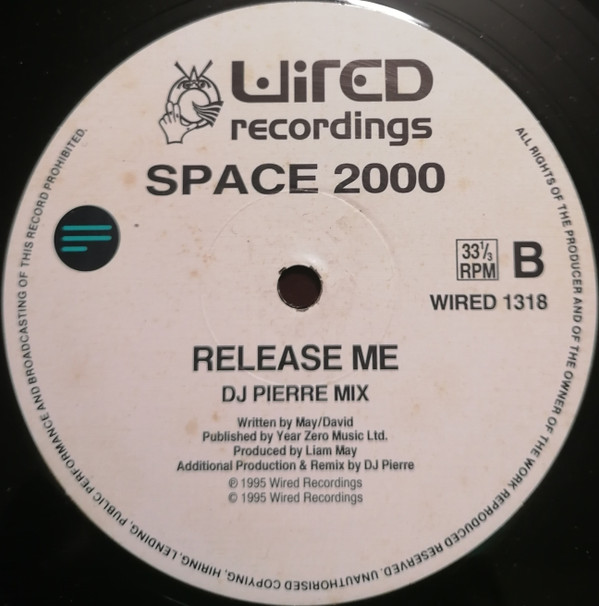 WIRED
recordings
SPACE 2000
33⅓
RPM
B
WIRED 1318
RELEASE ME
DJ PIERRE MIX
Written by May/David
Published by Year Zero Music Ltd.
Produced by Liam May
Additional Production & Remix by DJ Pierre
℗ 1995 Wired Recordings
© 1995 Wired Recordings
ALL RIGHTS OF THE PRODUCER AND OF THE OWNER OF THE WORK REPRODUCED RESERVED. UNAUTHORISED COPYING, HIRING, LENDING, PUBLIC PERFORMANCE AND BROADCASTING OF THIS RECORD PROHIBITED.